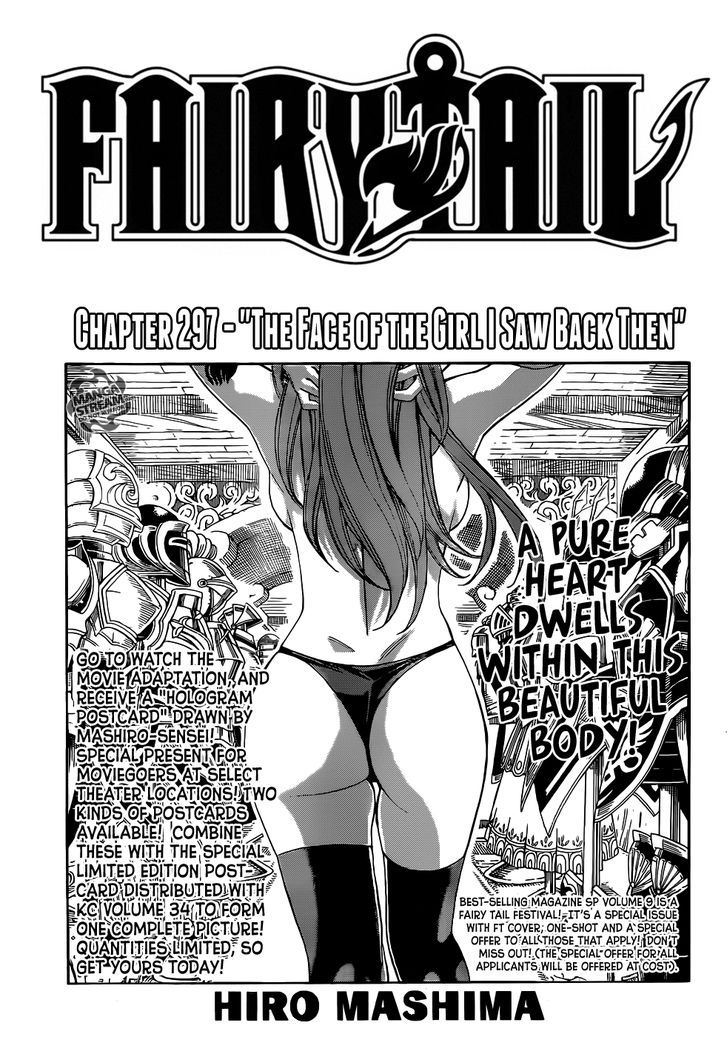 FAIRY TAIL
CHAPTER 297 - "THE FACE OF THE GIRL I SAW BACK THEN"
MANGA
STREAM
A PURE
HEART
DWELLS
WITHIN THIS
BEAUTIFUL
BODY!
GO TO WATCH THE
MOVIE ADAPTATION, AND
RECEIVE A "HOLOGRAM
POSTCARD" DRAWN BY
MASHIRO-SENSEI!
SPECIAL PRESENT FOR
MOVIEGOERS AT SELECT
THEATER LOCATIONS! TWO
KINDS OF POSTCARDS
AVAILABLE! COMBINE
THESE WITH THE SPECIAL
LIMITED EDITION POST-
CARD DISTRIBUTED WITH
KC VOLUME 34 TO FORM
ONE COMPLETE PICTURE!
QUANTITIES LIMITED, SO
GET YOURS TODAY!
BEST-SELLING MAGAZINE SP VOLUME 9 IS A
FAIRY TAIL FESTIVAL! IT'S A SPECIAL ISSUE
WITH FT COVER, ONE-SHOT AND A SPECIAL
OFFER TO ALL THOSE THAT APPLY! DON'T
MISS OUT! (THE SPECIAL OFFER FOR ALL
APPLICANTS WILL BE OFFERED AT COST).
HIRO MASHIMA